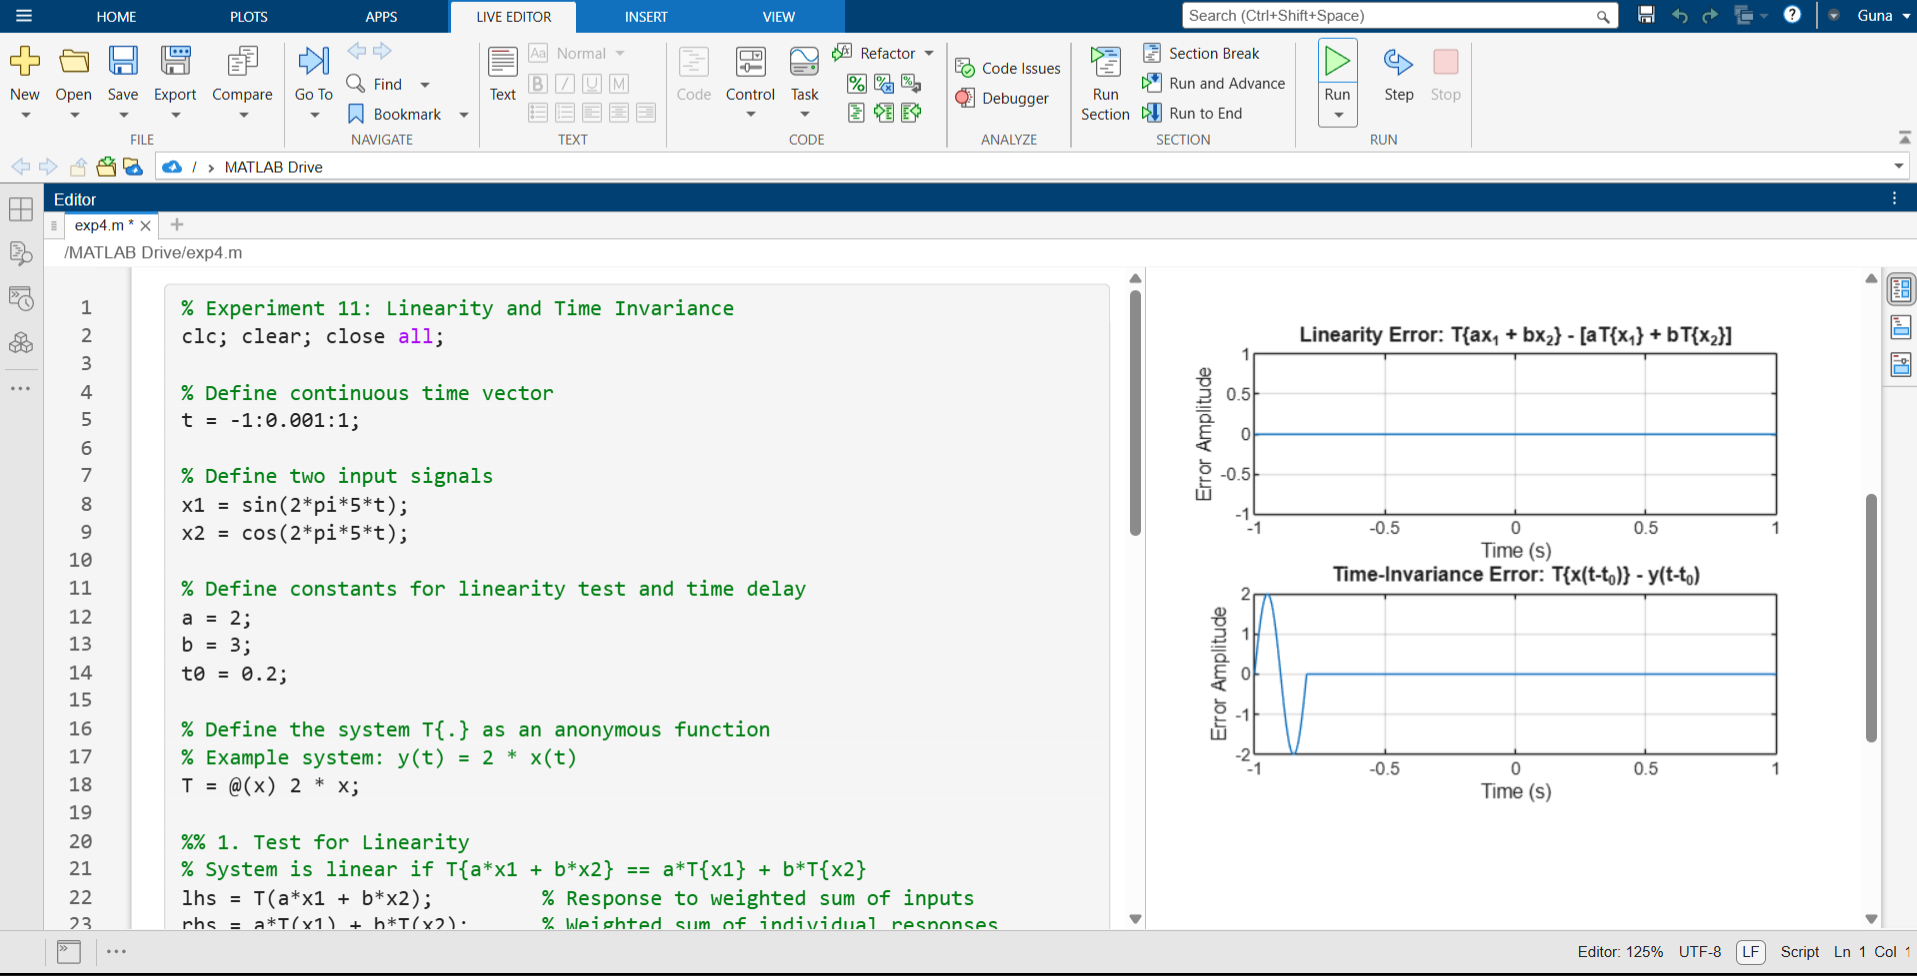 HOME PLOTS APPS LIVE EDITOR INSERT VIEW Search (Ctrl+Shift+Space) Guna
New Open Save Export Compare
FILE
Go To Find Bookmark
NAVIGATE
Text Aa Normal
B I U M
TEXT
Code Control Task Refactor
CODE
Code Issues
Debugger
ANALYZE
Run Section
Section Break
Run and Advance
Run to End
SECTION
Run Step Stop
RUN
/ › MATLAB Drive
Editor
exp4.m *
/MATLAB Drive/exp4.m
1 % Experiment 11: Linearity and Time Invariance
2 clc; clear; close all;
3
4 % Define continuous time vector
5 t = -1:0.001:1;
6
7 % Define two input signals
8 x1 = sin(2*pi*5*t);
9 x2 = cos(2*pi*5*t);
10
11 % Define constants for linearity test and time delay
12 a = 2;
13 b = 3;
14 t0 = 0.2;
15
16 % Define the system T{.} as an anonymous function
17 % Example system: y(t) = 2 * x(t)
18 T = @(x) 2 * x;
19
20 %% 1. Test for Linearity
21 % System is linear if T{a*x1 + b*x2} == a*T{x1} + b*T{x2}
22 lhs = T(a*x1 + b*x2); % Response to weighted sum of inputs
23 rhs = a*T(x1) + b*T(x2); % Weighted sum of individual responses
Linearity Error: T{ax₁ + bx₂} - [aT{x₁} + bT{x₂}]
Error Amplitude
1
0.5
0
-0.5
-1
-1 -0.5 0 0.5 1
Time (s)
Time-Invariance Error: T{x(t-t₀)} - y(t-t₀)
Error Amplitude
2
1
0
-1
-2
-1 -0.5 0 0.5 1
Time (s)
Editor: 125% UTF-8 LF Script Ln 1 Col 1